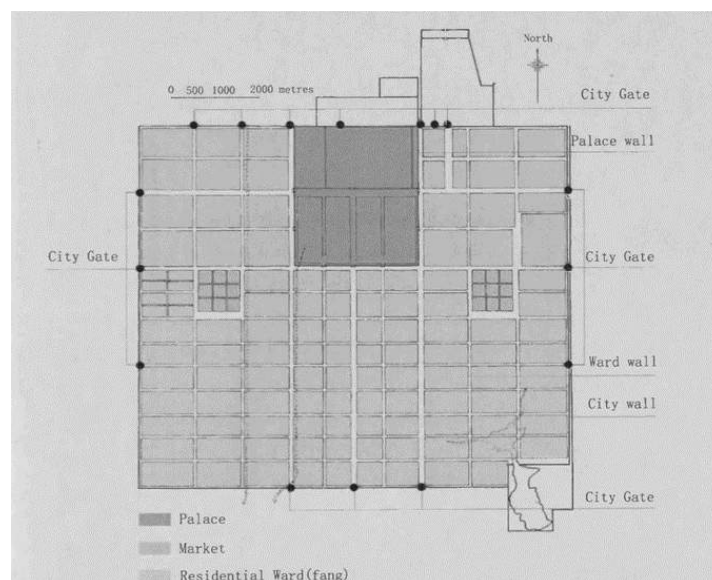 North
0 500 1000 2000 metres
City Gate
Palace wall
City Gate
City Gate
Ward wall
City wall
City Gate
Palace
Market
Residential Ward(fang)